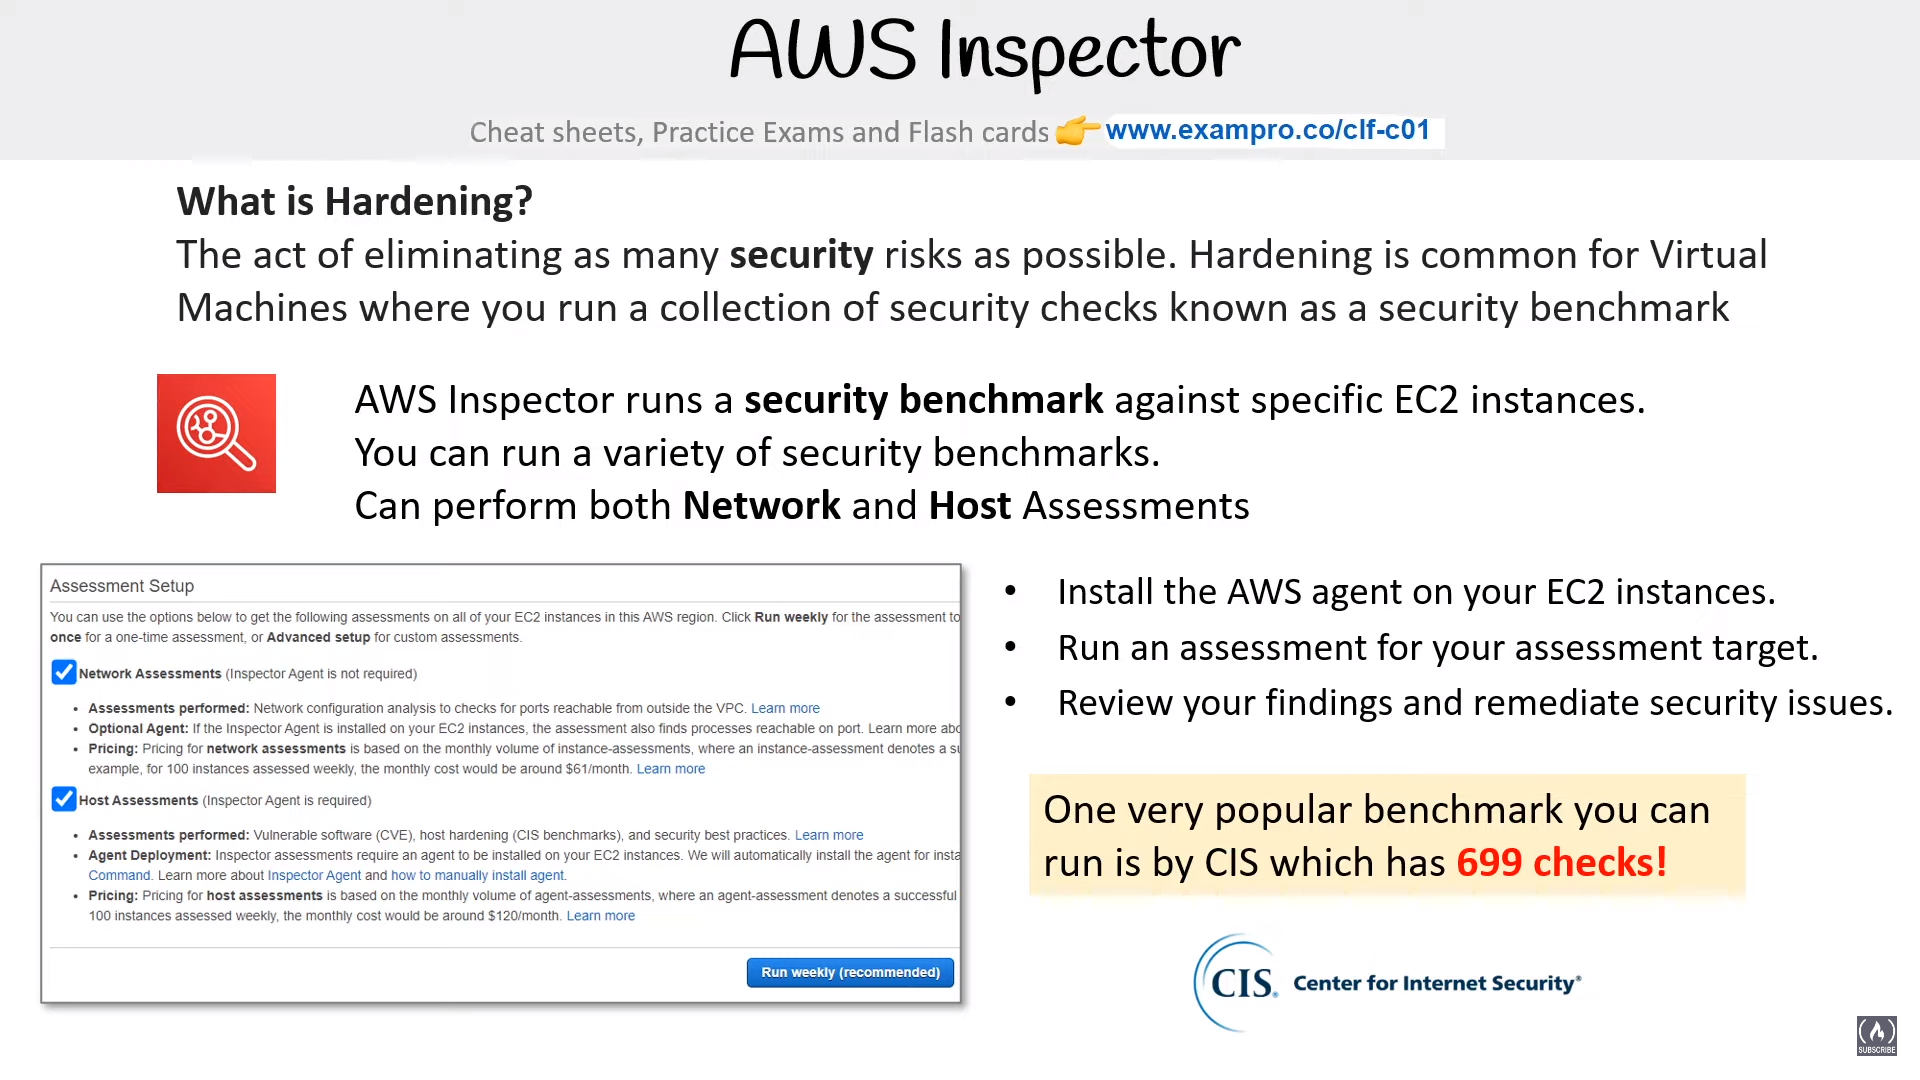 AWS Inspector
Cheat sheets, Practice Exams and Flash cards 👉 www.exampro.co/clf-c01
What is Hardening?
The act of eliminating as many security risks as possible. Hardening is common for Virtual
Machines where you run a collection of security checks known as a security benchmark
AWS Inspector runs a security benchmark against specific EC2 instances.
You can run a variety of security benchmarks.
Can perform both Network and Host Assessments
Assessment Setup
You can use the options below to get the following assessments on all of your EC2 instances in this AWS region. Click Run weekly for the assessment to
once for a one-time assessment, or Advanced setup for custom assessments.
Network Assessments (Inspector Agent is not required)
• Assessments performed: Network configuration analysis to checks for ports reachable from outside the VPC. Learn more
• Optional Agent: If the Inspector Agent is installed on your EC2 instances, the assessment also finds processes reachable on port. Learn more
• Pricing: Pricing for network assessments is based on the monthly volume of instance-assessments, where an instance-assessment denotes a
example, for 100 instances assessed weekly, the monthly cost would be around $61/month. Learn more
Host Assessments (Inspector Agent is required)
• Assessments performed: Vulnerable software (CVE), host hardening (CIS benchmarks), and security best practices. Learn more
• Agent Deployment: Inspector assessments require an agent to be installed on your EC2 instances. We will automatically install the agent for
Command. Learn more about Inspector Agent and how to manually install agent.
• Pricing: Pricing for host assessments is based on the monthly volume of agent-assessments, where an agent-assessment denotes a successful
100 instances assessed weekly, the monthly cost would be around $120/month. Learn more
Run weekly (recommended)
• Install the AWS agent on your EC2 instances.
• Run an assessment for your assessment target.
• Review your findings and remediate security issues.
One very popular benchmark you can
run is by CIS which has 699 checks!
CIS® Center for Internet Security®
SUBSCRIBE